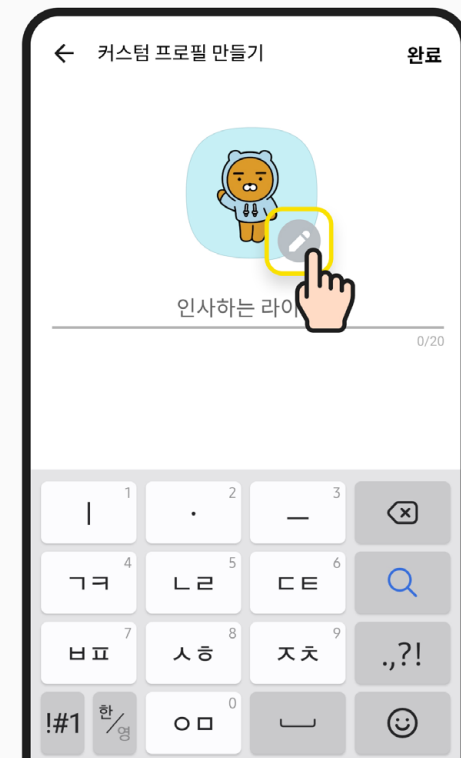 커스텀 프로필 만들기 완료
인사하는 라이
0/20
ㅣ 1 · 2 ㅡ 3
ㄱㅋ 4 ㄴㄹ 5 ㄷㅌ 6
ㅂㅍ 7 ㅅㅎ 8 ㅈㅊ 9 .,?!
!#1 한/영 ㅇㅁ 0